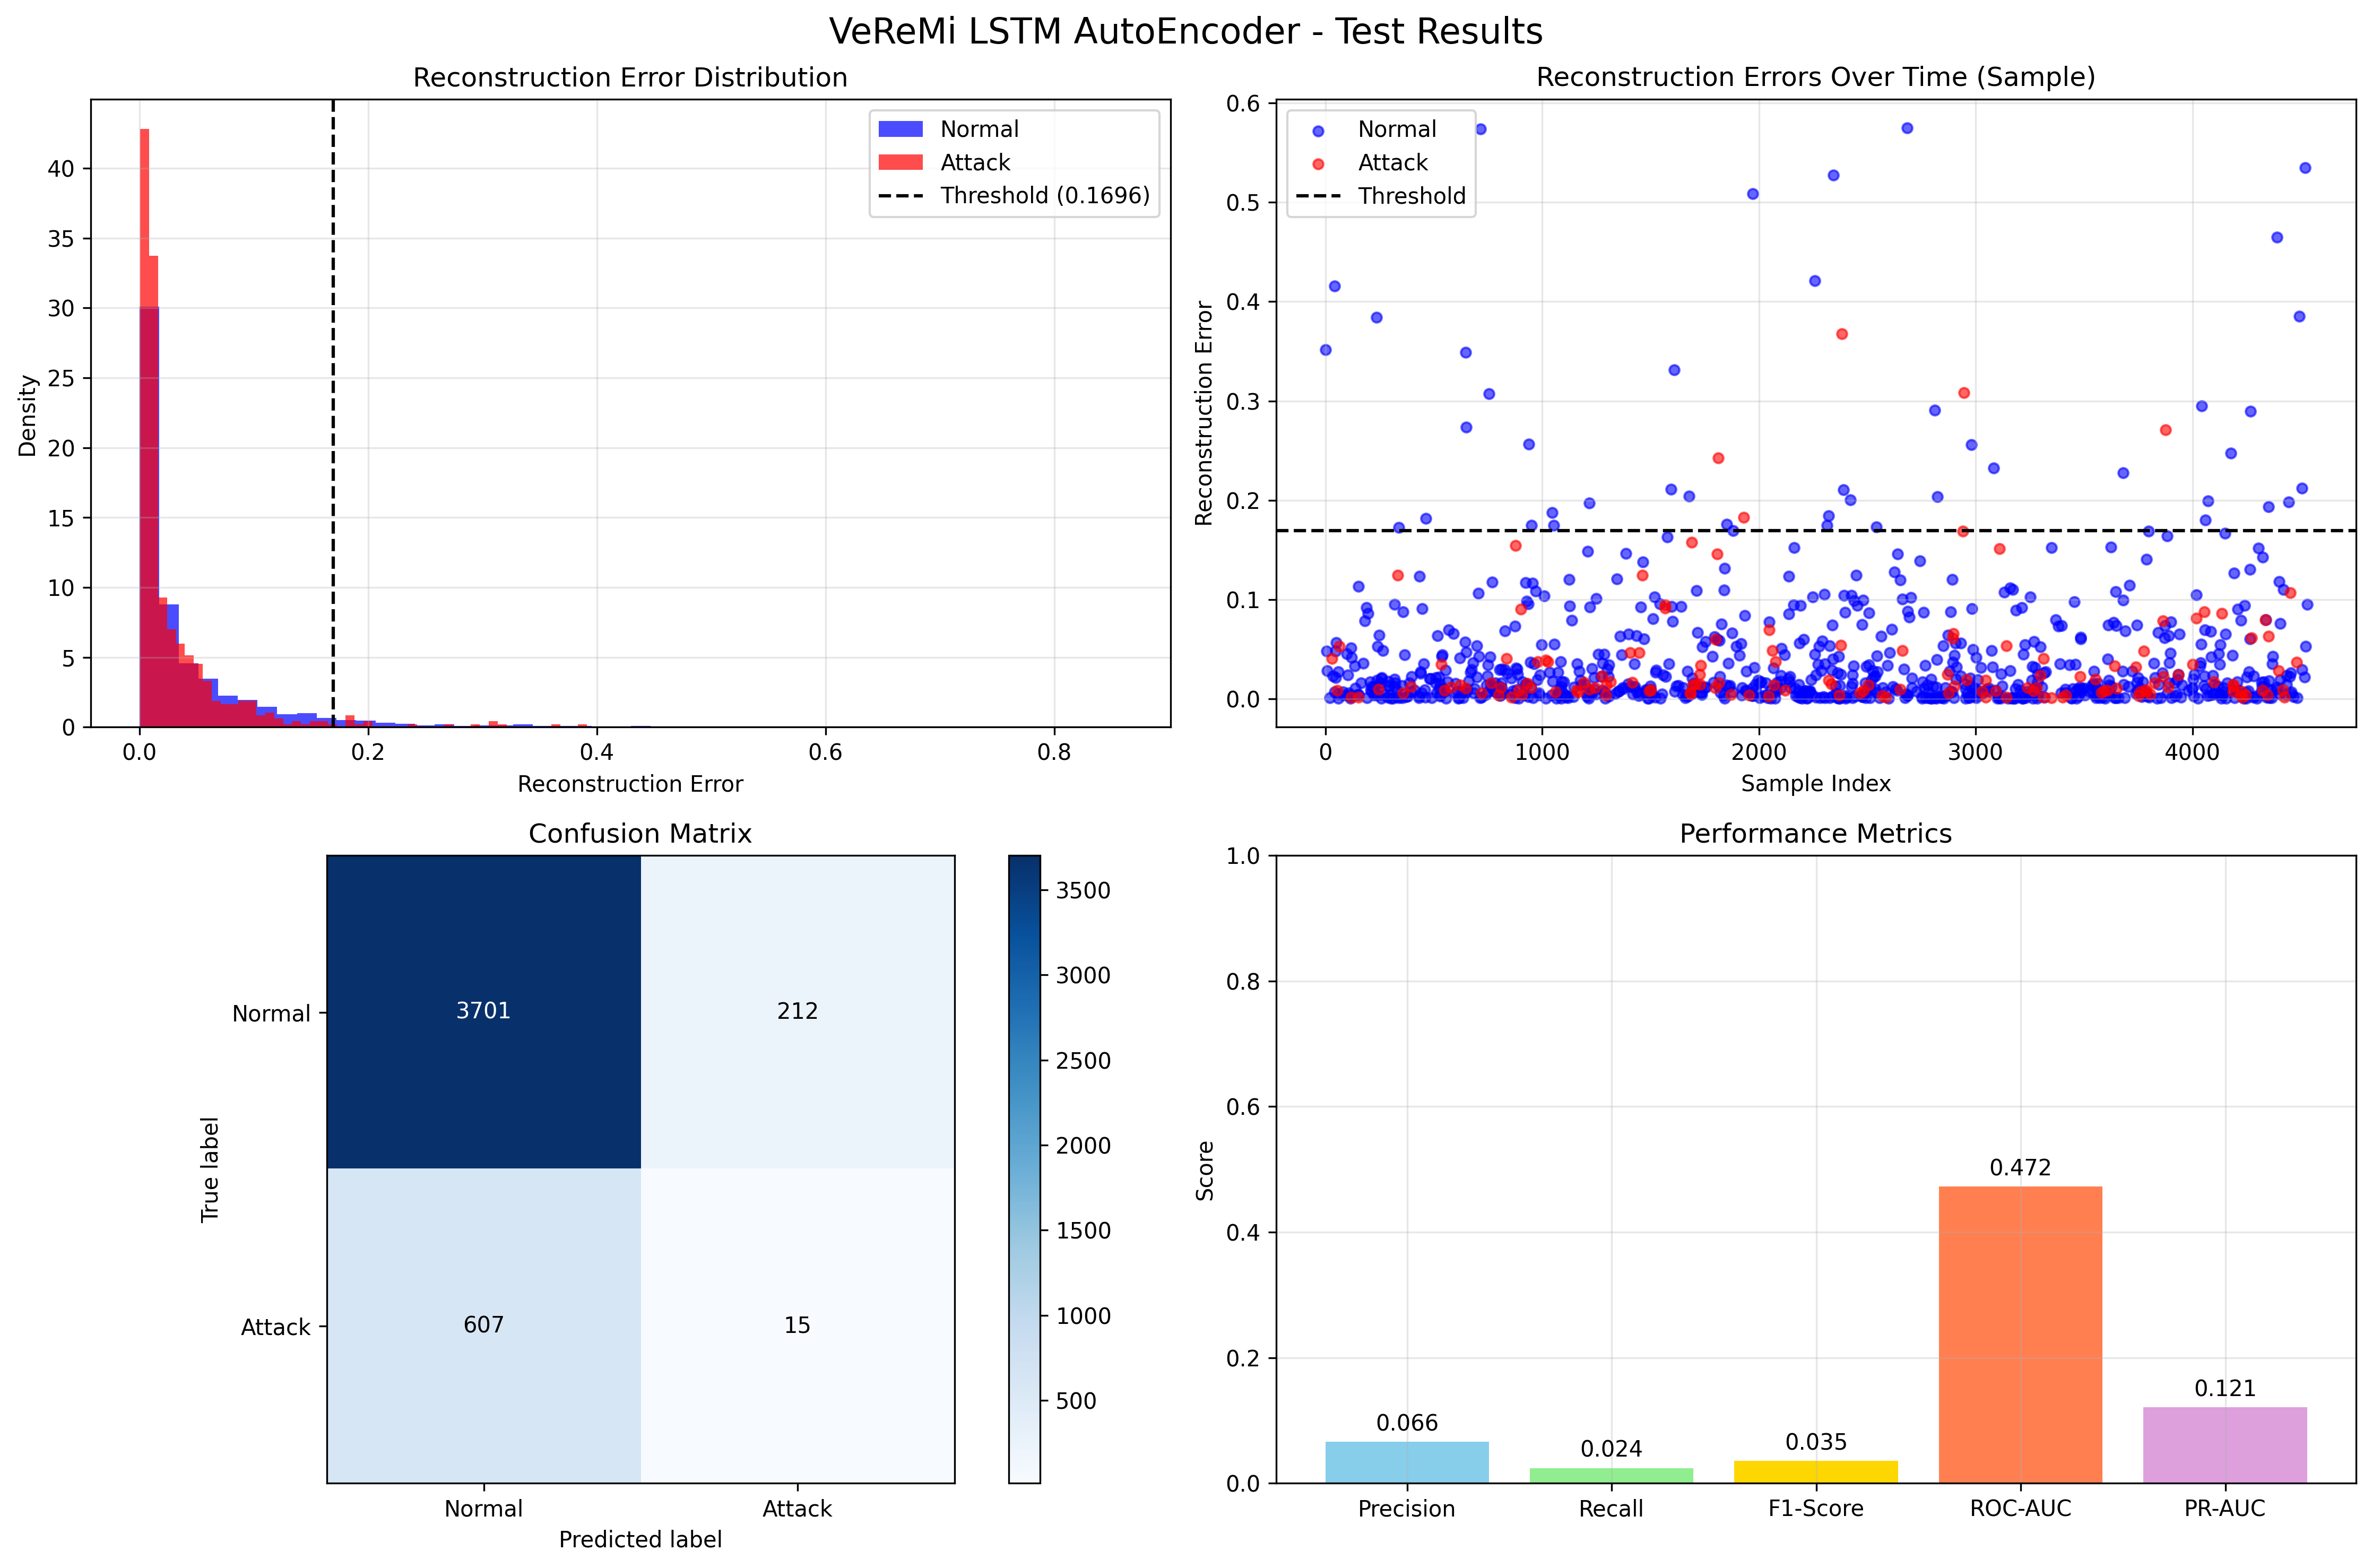 VeReMi LSTM AutoEncoder - Test Results
Reconstruction Error Distribution
Normal
Attack
Threshold (0.1696)
Density
40
35
30
25
20
15
10
5
0
0.0 0.2 0.4 0.6 0.8
Reconstruction Error
Reconstruction Errors Over Time (Sample)
Normal
Attack
Threshold
Reconstruction Error
0.6
0.5
0.4
0.3
0.2
0.1
0.0
0 1000 2000 3000 4000
Sample Index
Confusion Matrix
True label
Normal
Attack
3701 212
607 15
Normal Attack
Predicted label
3500
3000
2500
2000
1500
1000
500
Performance Metrics
Score
1.0
0.8
0.6
0.4
0.2
0.0
0.066
0.024
0.035
0.472
0.121
Precision Recall F1-Score ROC-AUC PR-AUC